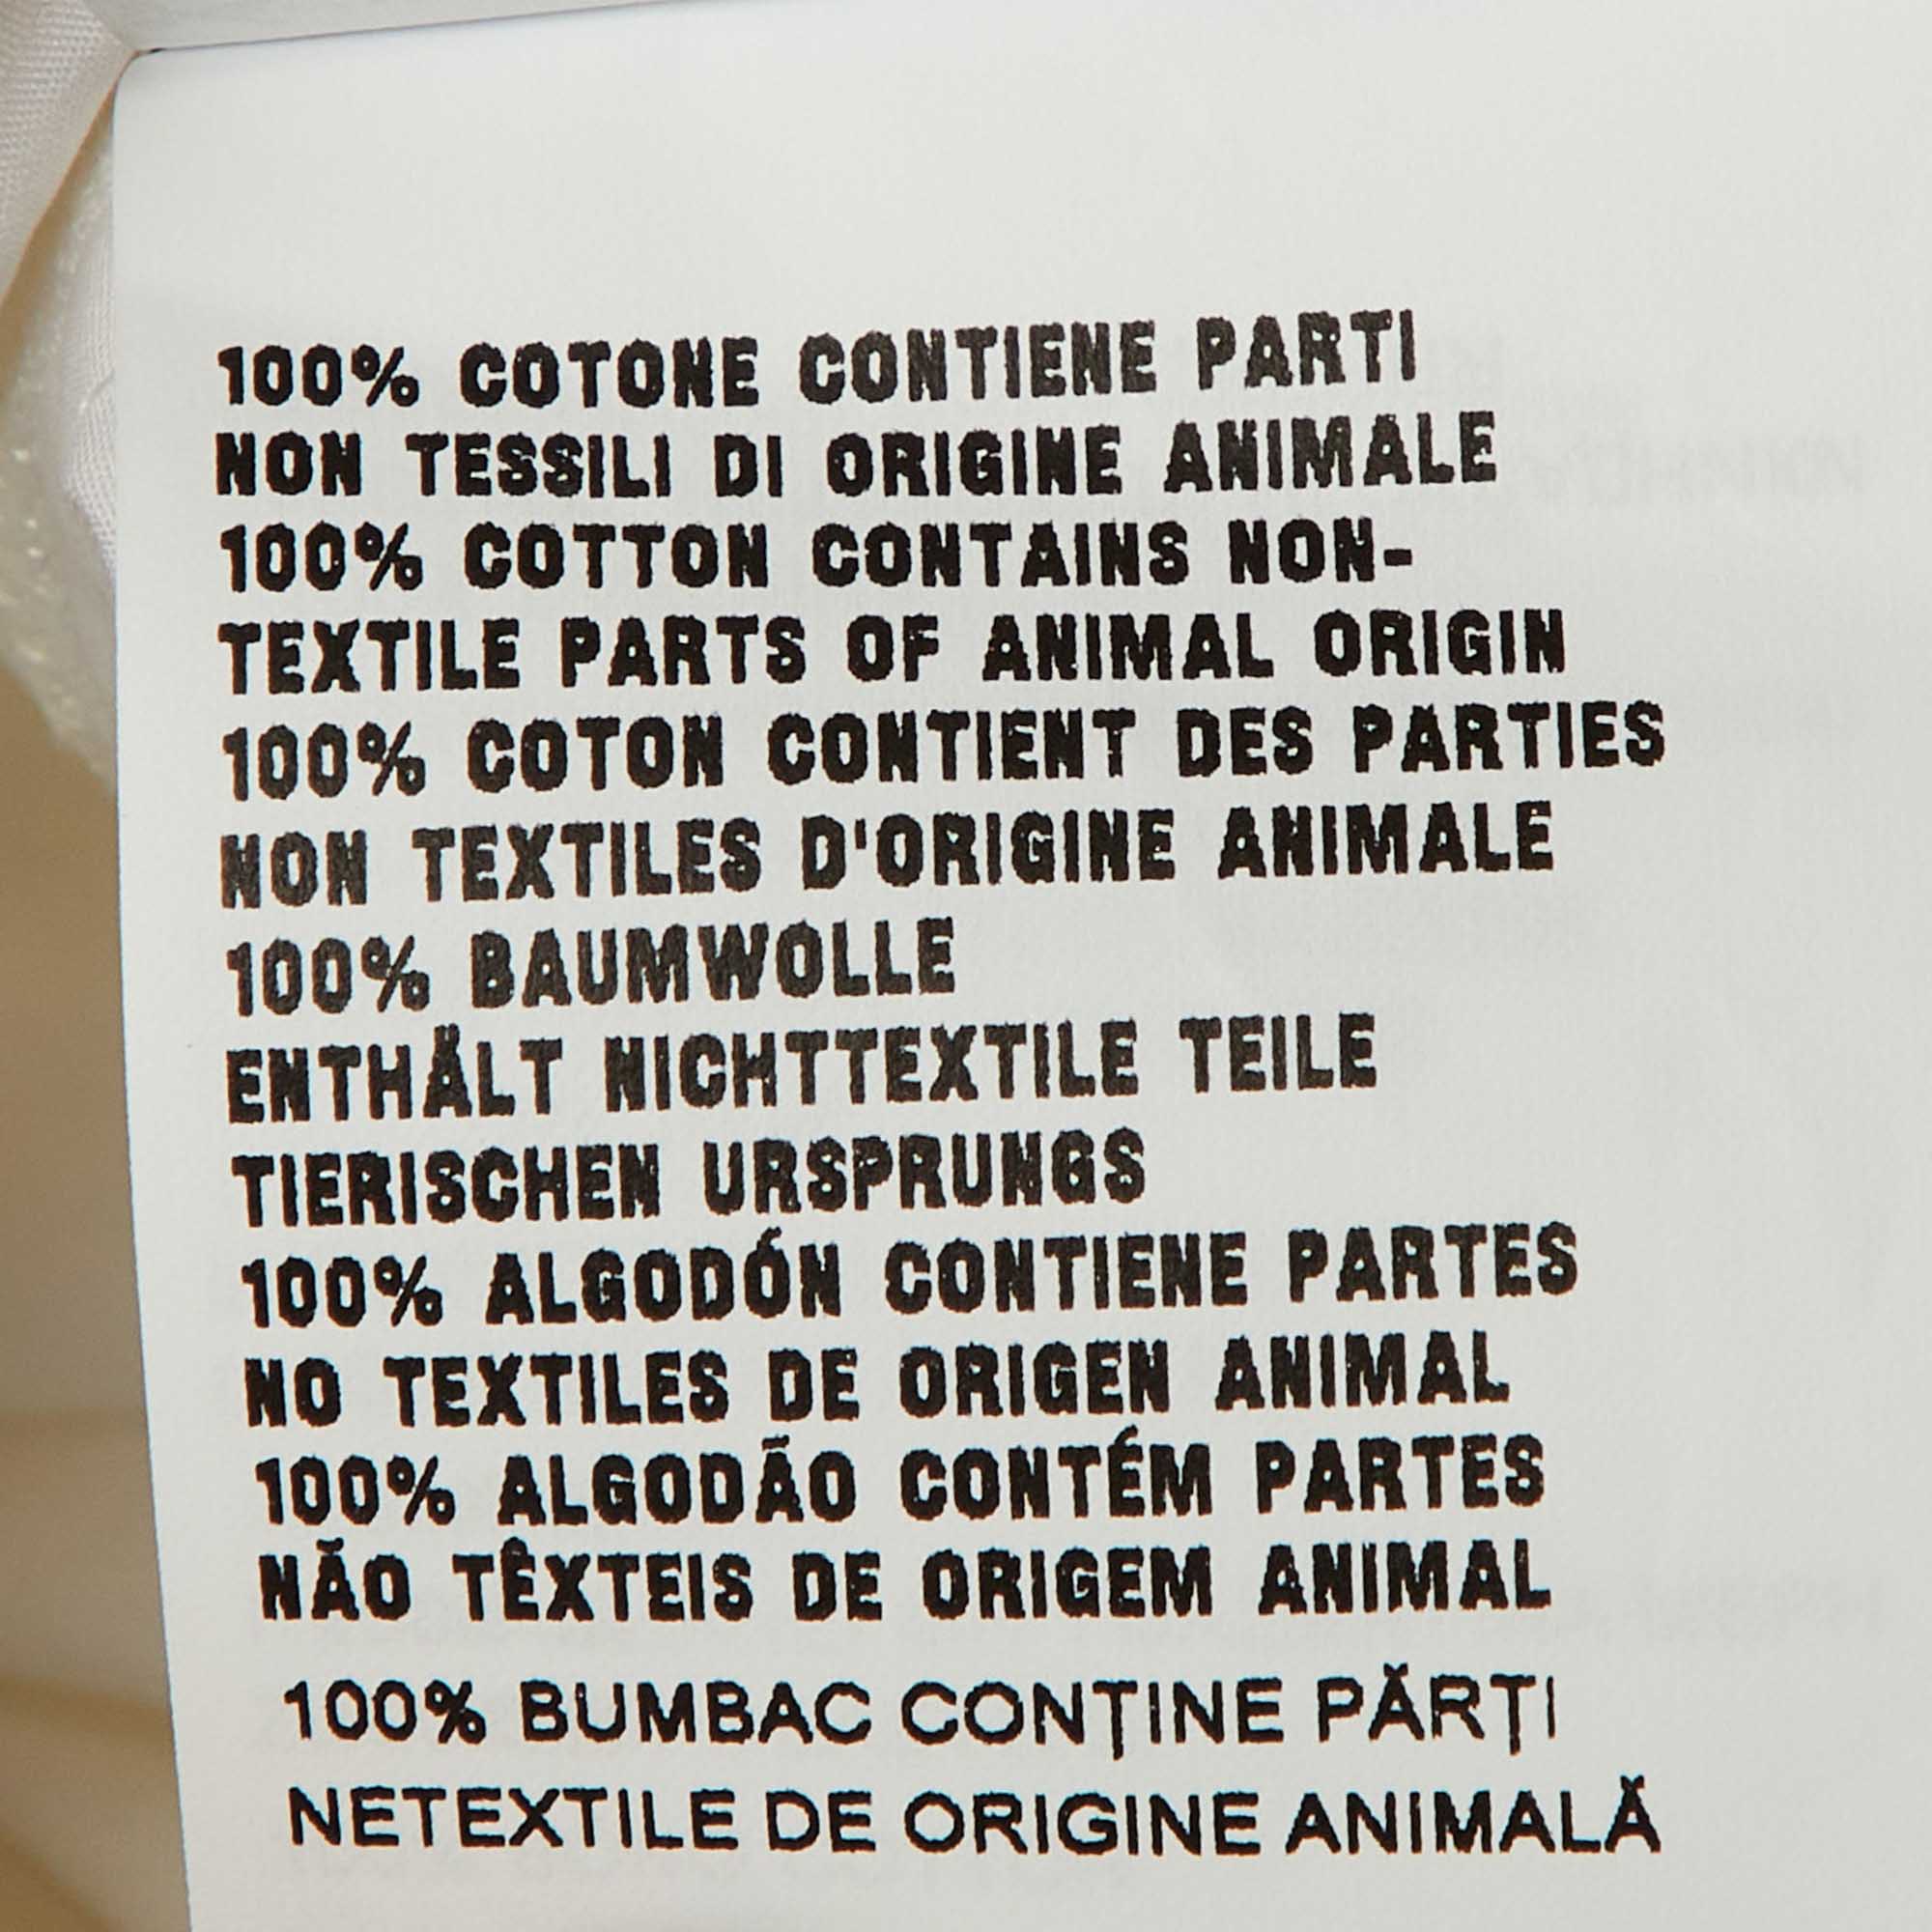 100% COTONE CONTIENE PARTI
NON TESSILI DI ORIGINE ANIMALE
100% COTTON CONTAINS NON-
TEXTILE PARTS OF ANIMAL ORIGIN
100% COTON CONTIENT DES PARTIES
NON TEXTILES D'ORIGINE ANIMALE
100% BAUMWOLLE
ENTHÄLT NICHTTEXTILE TEILE
TIERISCHEN URSPRUNGS
100% ALGODÓN CONTIENE PARTES
NO TEXTILES DE ORIGEN ANIMAL
100% ALGODÃO CONTÉM PARTES
NÃO TÊXTEIS DE ORIGEM ANIMAL
100% BUMBAC CONȚINE PĂRȚI
NETEXTILE DE ORIGINE ANIMALĂ